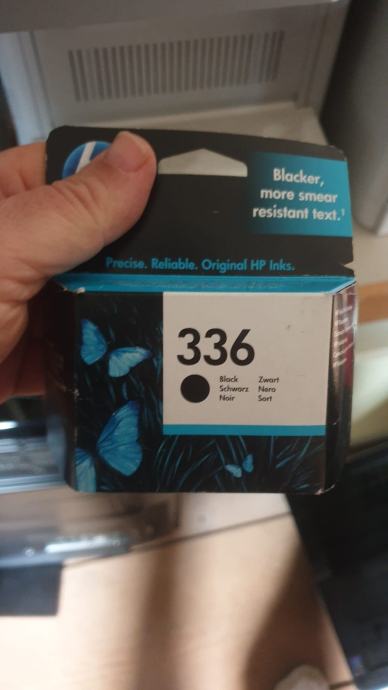 Blacker,
more smear
resistant text.¹
Precise. Reliable. Original HP Inks.
336
Black Zwart
Schwarz Nero
Noir Sort